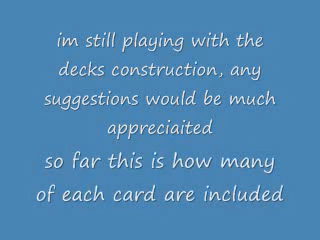 im still playing with the
decks construction, any
suggestions would be much
appreciaited
so far this is how many
of each card are included